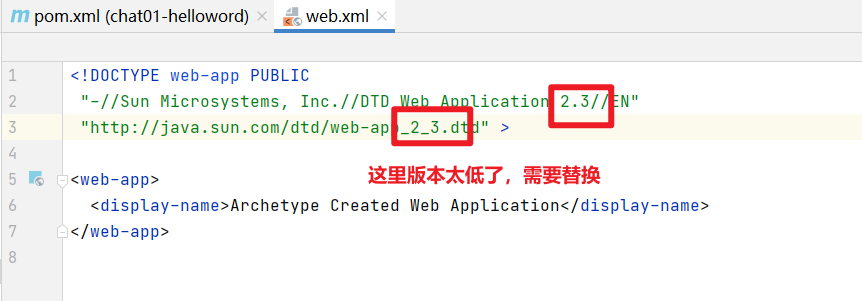 pom.xml (chat01-helloword)
web.xml
1 <!DOCTYPE web-app PUBLIC
2 "-//Sun Microsystems, Inc.//DTD Web Application 2.3//EN"
3 "http://java.sun.com/dtd/web-app_2_3.dtd" >
4
这里版本太低了，需要替换
5 <web-app>
6 <display-name>Archetype Created Web Application</display-name>
7 </web-app>
8